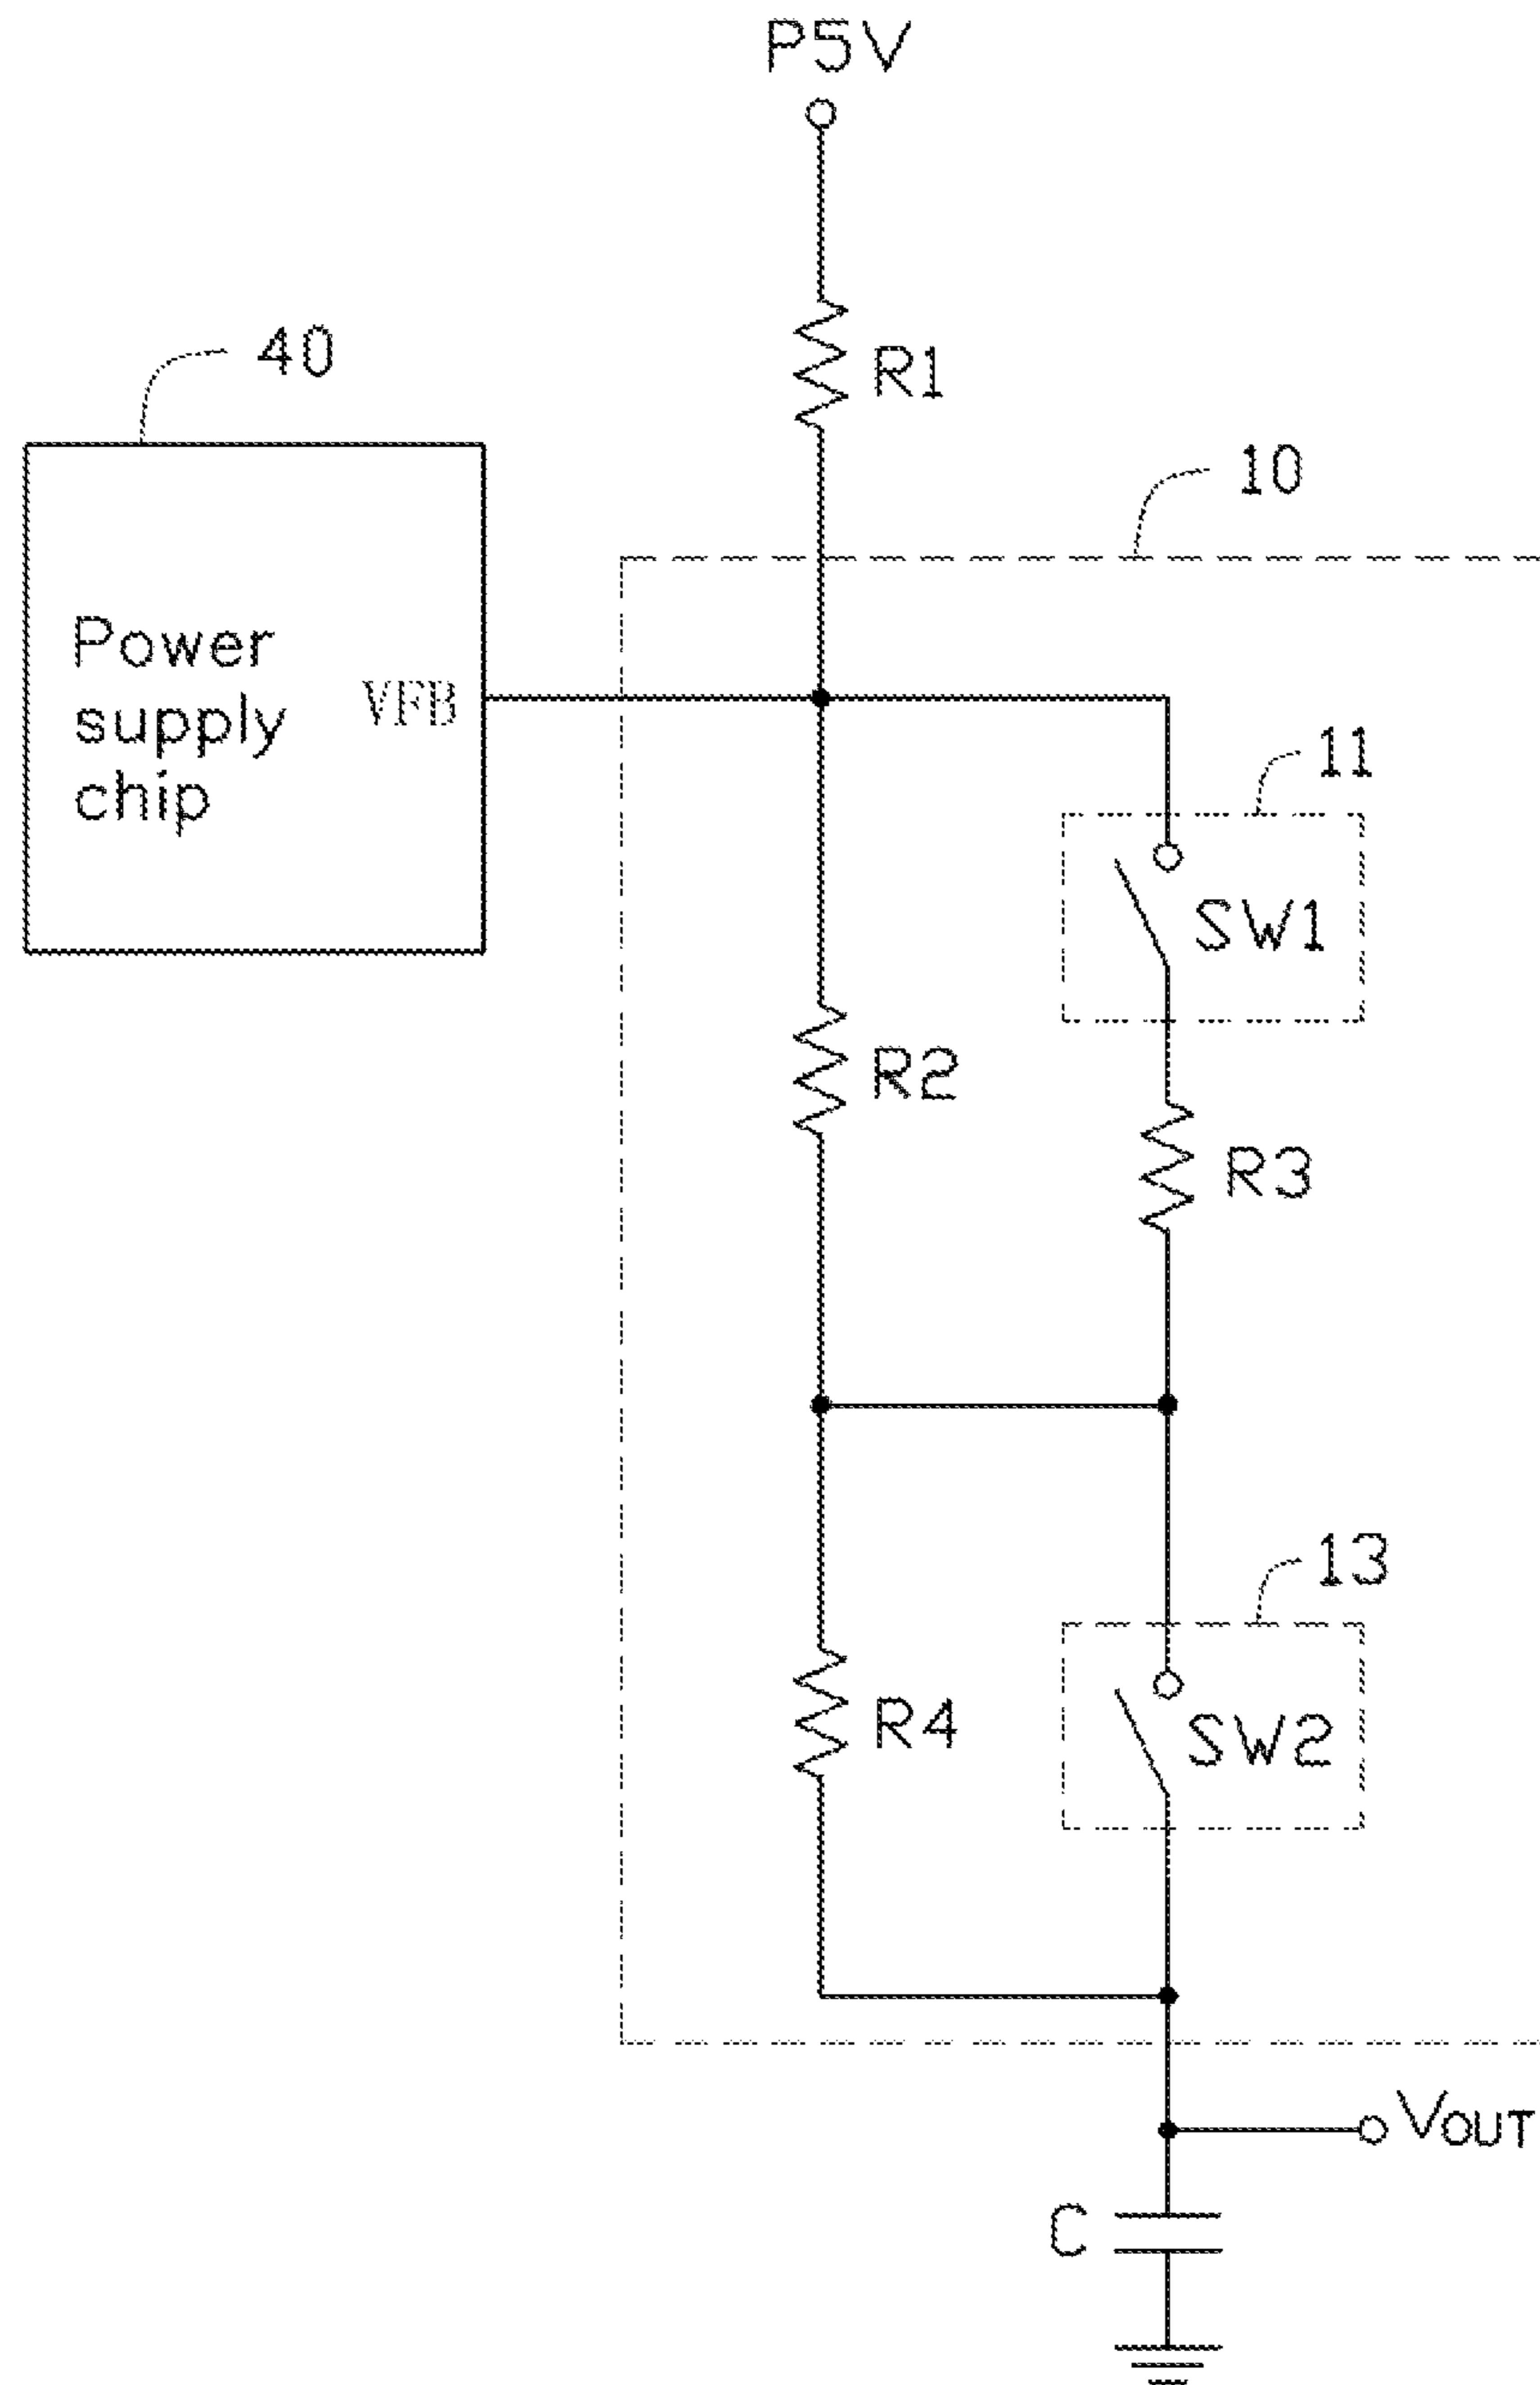 P5V
40
R1
10
Power
supply
chip
VFB
11
SW1
R2
R3
13
R4
SW2
VOUT
C